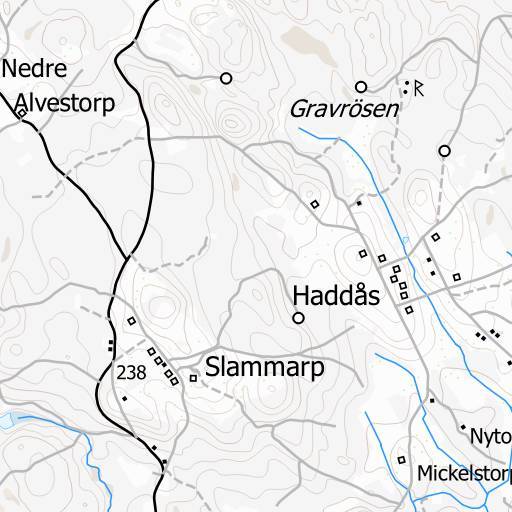 Nedre
Alvestorp
Gravrösen
Haddås
Slammarp
238
Nyto
Mickelstorp